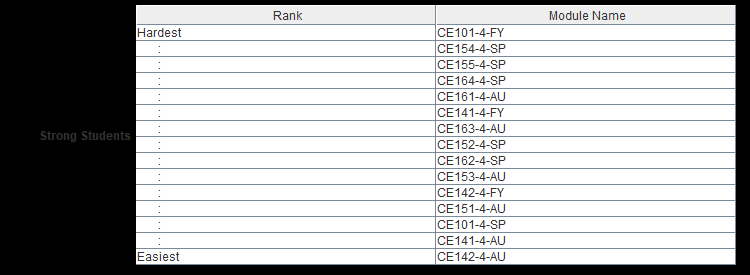 Rank Module Name
Hardest CE101-4-FY
: CE154-4-SP
: CE155-4-SP
: CE164-4-SP
: CE161-4-AU
: CE141-4-FY
: CE163-4-AU
Strong Students : CE152-4-SP
: CE162-4-SP
: CE153-4-AU
: CE142-4-FY
: CE151-4-AU
: CE101-4-SP
: CE141-4-AU
Easiest CE142-4-AU